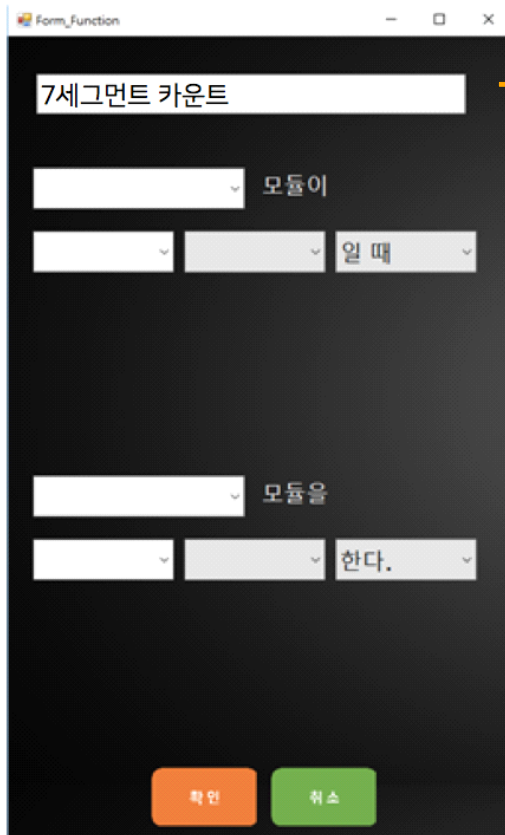 Form_Function
7세그먼트 카운트
모듈이
일 때
모듈을
한다.
확인 취소